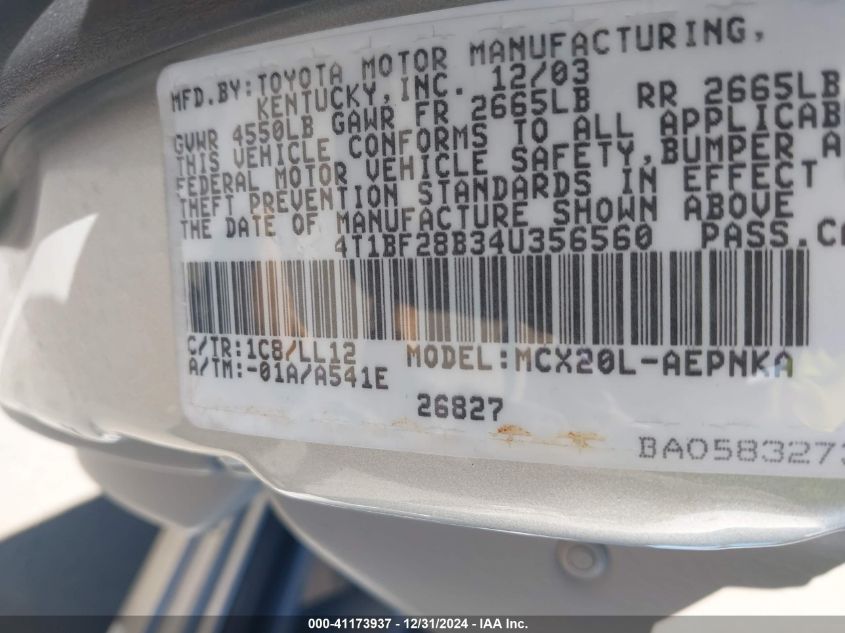 MFD.BY:TOYOTA MOTOR MANUFACTURING,
KENTUCKY,INC. 12/03
GVWR 4550LB GAWR FR 2665LB RR 2665LB
THIS VEHICLE CONFORMS TO ALL APPLICAB
FEDERAL MOTOR VEHICLE SAFETY,BUMPER A
THEFT PREVENTION STANDARDS IN EFFECT
THE DATE OF MANUFACTURE SHOWN ABOVE
4T1BF28B34U356560 PASS.CA
C/TR:1C8/LL12 MODEL:MCX20L-AEPNKA
A/TM:-01A/A541E
26827
BA0583273
000-41173937 - 12/31/2024 - IAA Inc.